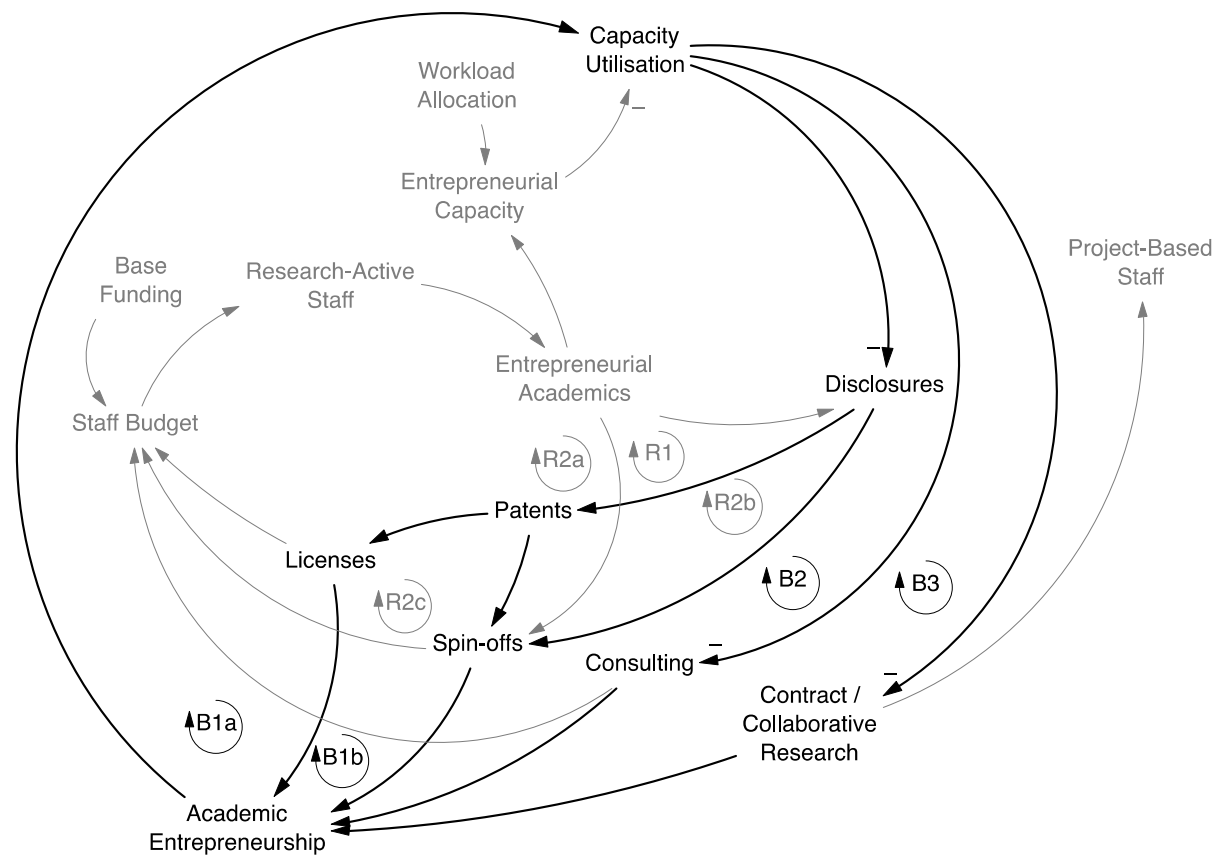 Capacity
Utilisation
Workload
Allocation
–
Entrepreneurial
Capacity
Project-Based
Staff
Base
Funding
Research-Active
Staff
Entrepreneurial
Academics
–
Disclosures
Staff Budget
R2a
R1
R2b
Patents
Licenses
B2
B3
R2c
Spin-offs
–
Consulting
–
Contract /
Collaborative
Research
B1a
B1b
Academic
Entrepreneurship